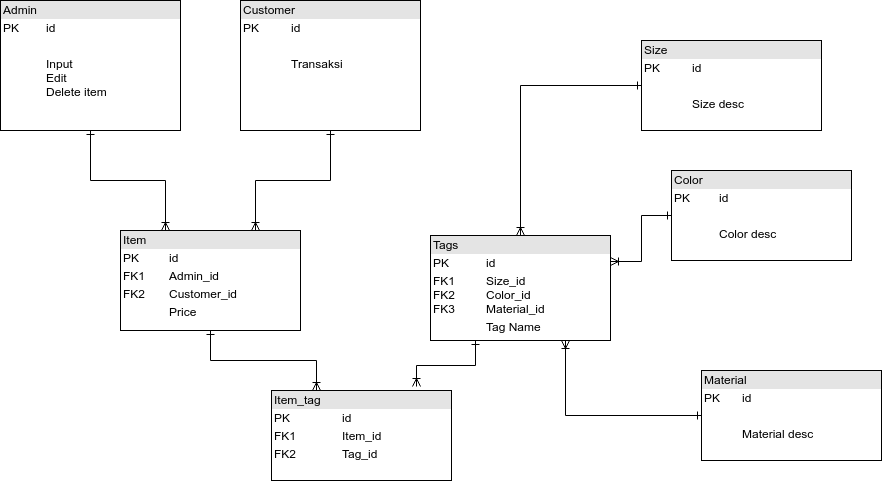 Admin
PK id
Input
Edit
Delete item
Customer
PK id
Transaksi
Size
PK id
Size desc
Color
PK id
Color desc
Item
PK id
FK1 Admin_id
FK2 Customer_id
Price
Tags
PK id
FK1 Size_id
FK2 Color_id
FK3 Material_id
Tag Name
Item_tag
PK id
FK1 Item_id
FK2 Tag_id
Material
PK id
Material desc